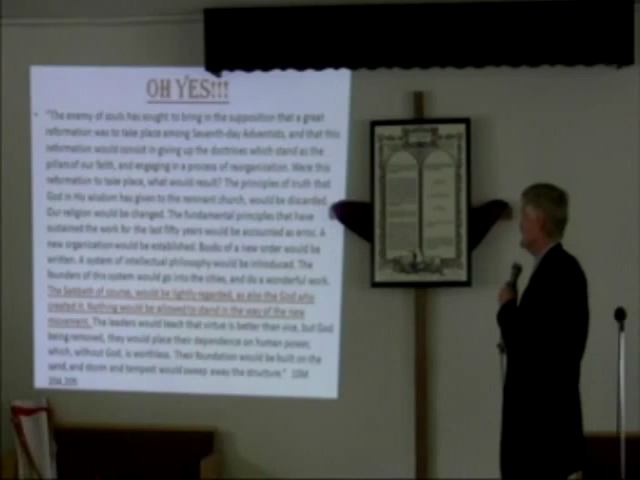 OH YES!!!
• "The enemy of souls has sought to bring in the supposition that a great
reformation was to take place among Seventh-day Adventists, and that this
reformation would consist in giving up the doctrines which stand as the
pillars of our faith, and engaging in a process of reorganization. Were this
reformation to take place, what would result? The principles of truth that
God in His wisdom has given to the remnant church, would be discarded.
Our religion would be changed. The fundamental principles that have
sustained the work for the last fifty years would be accounted as error. A
new organization would be established. Books of a new order would be
written. A system of intellectual philosophy would be introduced. The
founders of this system would go into the cities, and do a wonderful work.
The Sabbath of course, would be lightly regarded, as also the God who
created it. Nothing would be allowed to stand in the way of the new
movement. The leaders would teach that virtue is better than vice, but God
being removed, they would place their dependence on human power,
which, without God, is worthless. Their foundation would be built on the
sand, and storm and tempest would sweep away the structure." 1SM
204,205